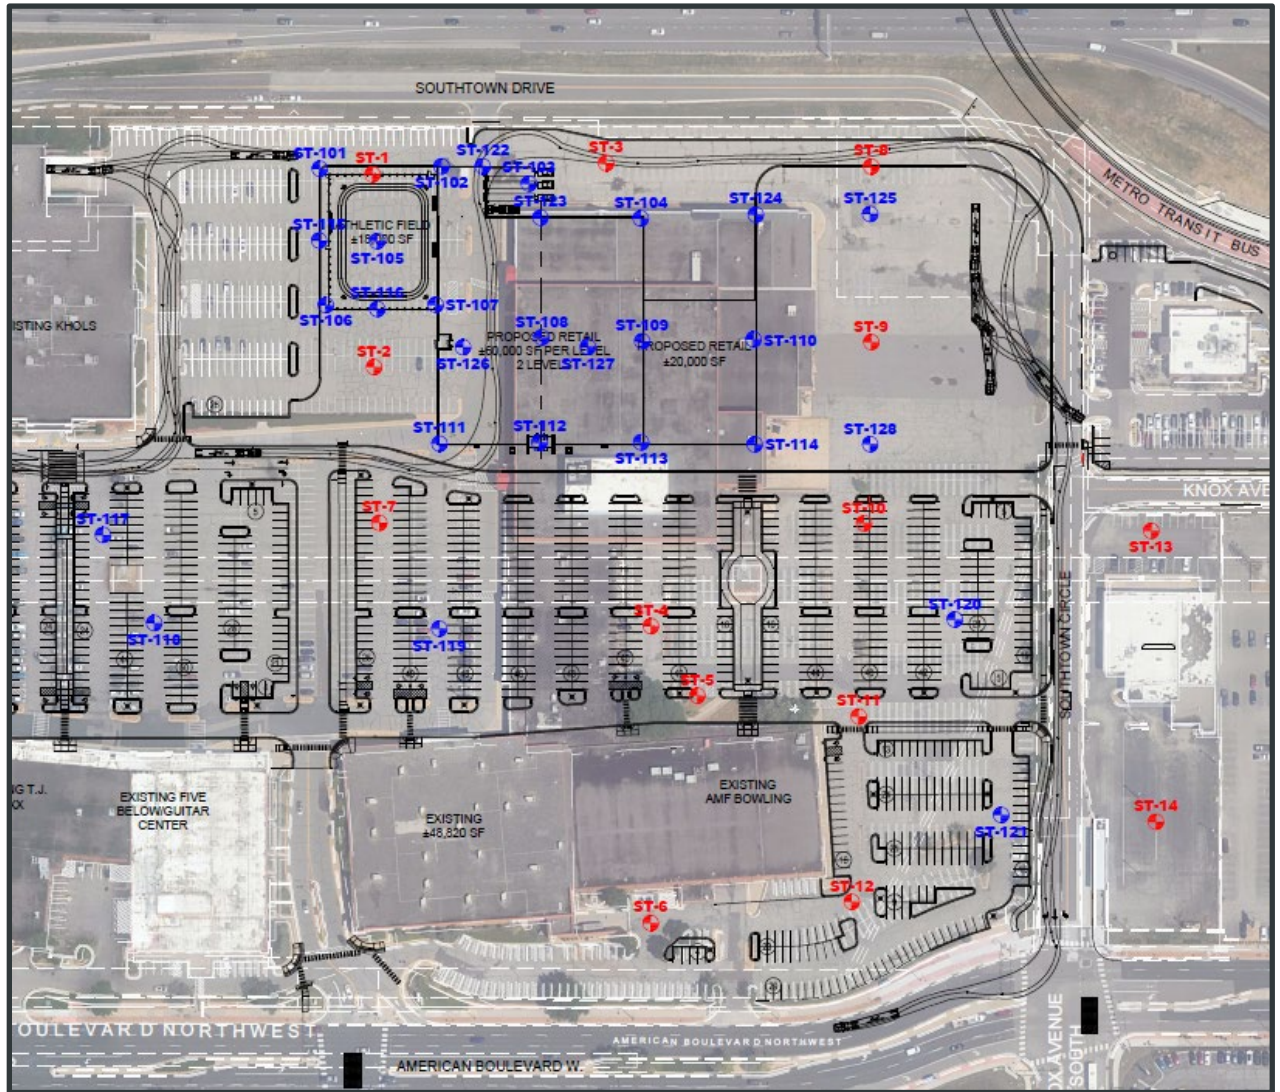 SOUTHTOWN DRIVE
ST-101
ST-1
ST-102
ST-122
ST-103
ST-3
ST-8
ST-123
ST-104
ST-124
ST-125
METRO TRANSIT BUS
ATHLETIC FIELD
ST-105
ST-106
ST-116
ST-107
ST-108
ST-109
ST-110
ST-9
ISTING KHOLS
PROPOSED RETAIL
±60,000 SF PER LEVEL
2 LEVEL
PROPOSED RETAIL
±20,000 SF
ST-126
ST-127
ST-2
ST-111
ST-112
ST-113
ST-114
ST-128
ST-117
ST-7
ST-10
KNOX AVE
ST-13
ST-119
ST-4
ST-120
SOUTHTOWN CIRCLE
ST-5
ST-11
G T.J.
XX
EXISTING FIVE
BELOW/GUITAR
CENTER
EXISTING
±48,820 SF
EXISTING
AMF BOWLING
ST-121
ST-14
ST-12
ST-6
OULEVARD NORTHWEST
AMERICAN BOULEVARD NORTHWEST
AMERICAN BOULEVARD W.
OX AVENUE
SOUTH